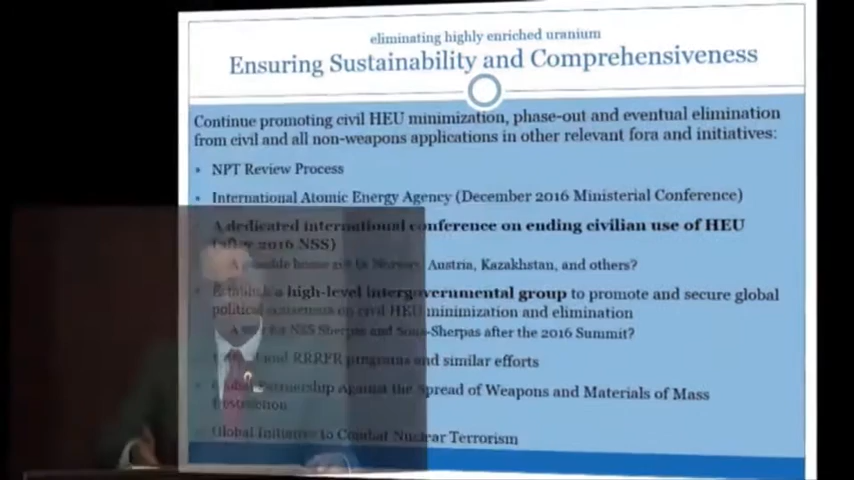 eliminating highly enriched uranium
Ensuring Sustainability and Comprehensiveness
Continue promoting civil HEU minimization, phase-out and eventual elimination
from civil and all non-weapons applications in other relevant fora and initiatives:
• NPT Review Process
• International Atomic Energy Agency (December 2016 Ministerial Conference)
A dedicated international conference on ending civilian use of HEU
(after 2016 NSS)
Austria, Kazakhstan, and others?
• Establish a high-level intergovernmental group to promote and secure global
political consensus on civil HEU minimization and elimination
for NSS Sherpas and Sous-Sherpas after the 2016 Summit?
and RRRFR programs and similar efforts
• Global Partnership Against the Spread of Weapons and Materials of Mass
Destruction
Global Initiative to Combat Nuclear Terrorism